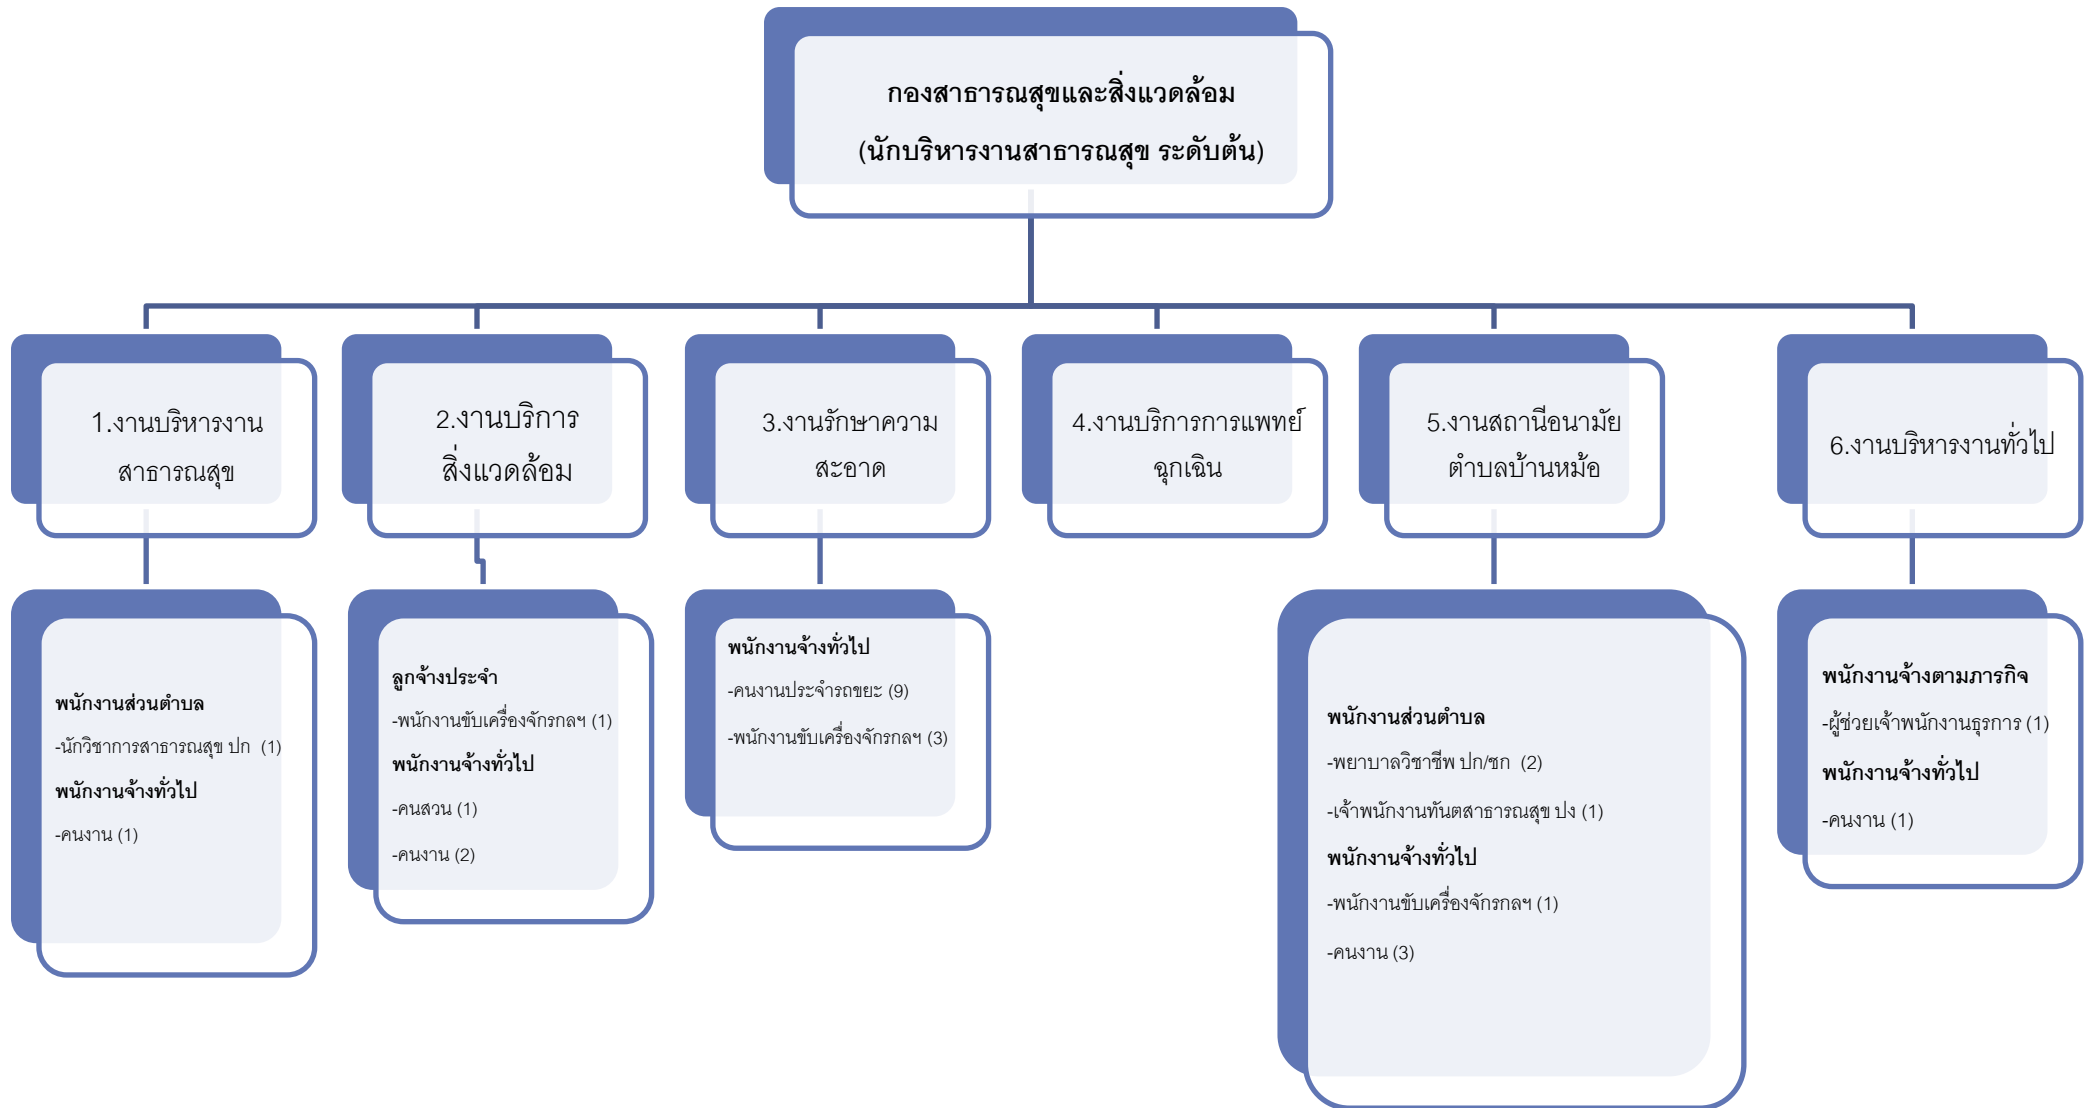 กองสาธารณสุขและสิ่งแวดล้อม
(นักบริหารงานสาธารณสุข ระดับต้น)
1.งานบริหารงาน
สาธารณสุข
2.งานบริการ
สิ่งแวดล้อม
3.งานรักษาความ
สะอาด
4.งานบริการการแพทย์
ฉุกเฉิน
5.งานสถานีอนามัย
ตำบลบ้านหม้อ
6.งานบริหารงานทั่วไป
พนักงานส่วนตำบล
-นักวิชาการสาธารณสุข ปก (1)
พนักงานจ้างทั่วไป
-คนงาน (1)
ลูกจ้างประจำ
-พนักงานขับเครื่องจักรกลฯ (1)
พนักงานจ้างทั่วไป
-คนสวน (1)
-คนงาน (2)
พนักงานจ้างทั่วไป
-คนงานประจำรถขยะ (9)
-พนักงานขับเครื่องจักรกลฯ (3)
พนักงานส่วนตำบล
-พยาบาลวิชาชีพ ปก/ชก (2)
-เจ้าพนักงานทันตสาธารณสุข ปง (1)
พนักงานจ้างทั่วไป
-พนักงานขับเครื่องจักรกลฯ (1)
-คนงาน (3)
พนักงานจ้างตามภารกิจ
-ผู้ช่วยเจ้าพนักงานธุรการ (1)
พนักงานจ้างทั่วไป
-คนงาน (1)